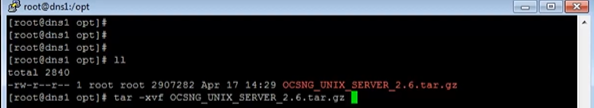 root@dns1:/opt
[root@dns1 opt]#
[root@dns1 opt]#
[root@dns1 opt]#
[root@dns1 opt]# ll
total 2840
-rw-r--r-- 1 root root 2907282 Apr 17 14:29 OCSNG_UNIX_SERVER_2.6.tar.gz
[root@dns1 opt]# tar -xvf OCSNG_UNIX_SERVER_2.6.tar.gz